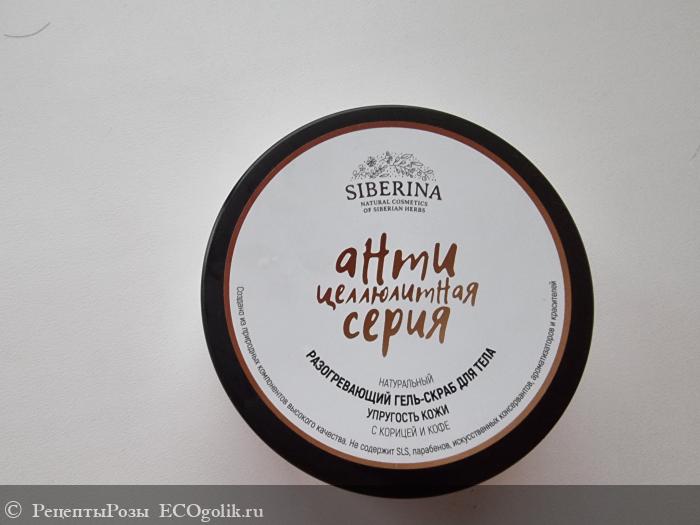 SIBERINA
NATURAL COSMETICS
OF SIBERIAN HERBS
анти
целлюлитная
серия
НАТУРАЛЬНЫЙ
РАЗОГРЕВАЮЩИЙ ГЕЛЬ-СКРАБ ДЛЯ ТЕЛА
УПРУГОСТЬ КОЖИ
С КОРИЦЕЙ И КОФЕ
Создано из природных компонентов высокого качества. Не содержит SLS, парабенов, искусственных консервантов, ароматизаторов и красителей
© РецептыРозы ECOgolik.ru